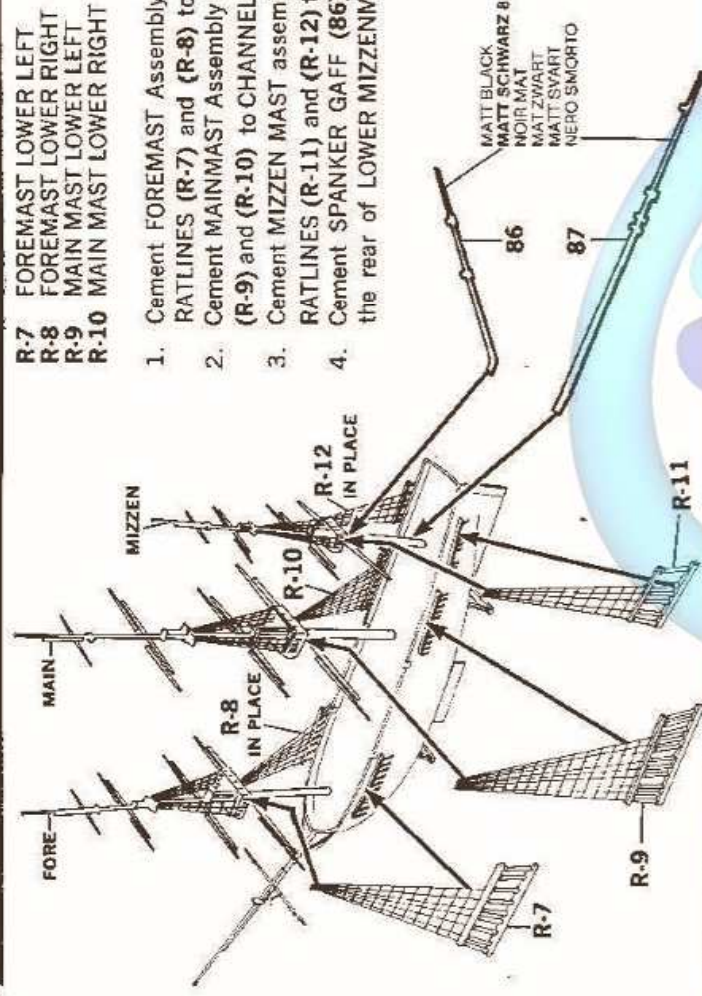 R-7 FOREMAST LOWER LEFT
R-8 FOREMAST LOWER RIGHT
R-9 MAIN MAST LOWER LEFT
R-10 MAIN MAST LOWER RIGHT
1. Cement FOREMAST Assembly
RATLINES (R-7) and (R-8) to
2. Cement MAINMAST Assembly
(R-9) and (R-10) to CHANNEL
3. Cement MIZZEN MAST assem
RATLINES (R-11) and (R-12) t
4. Cement SPANKER GAFF (86)
the rear of LOWER MIZZENM
MATT BLACK
MATT SCHWARZ 8
NOIR MAT
MAT ZWART
MATT SVART
NERO SMORTO
86
87
MIZZEN
MAIN
FORE
R-12
IN PLACE
R-10
R-8
IN PLACE
R-11
R-9
R-7